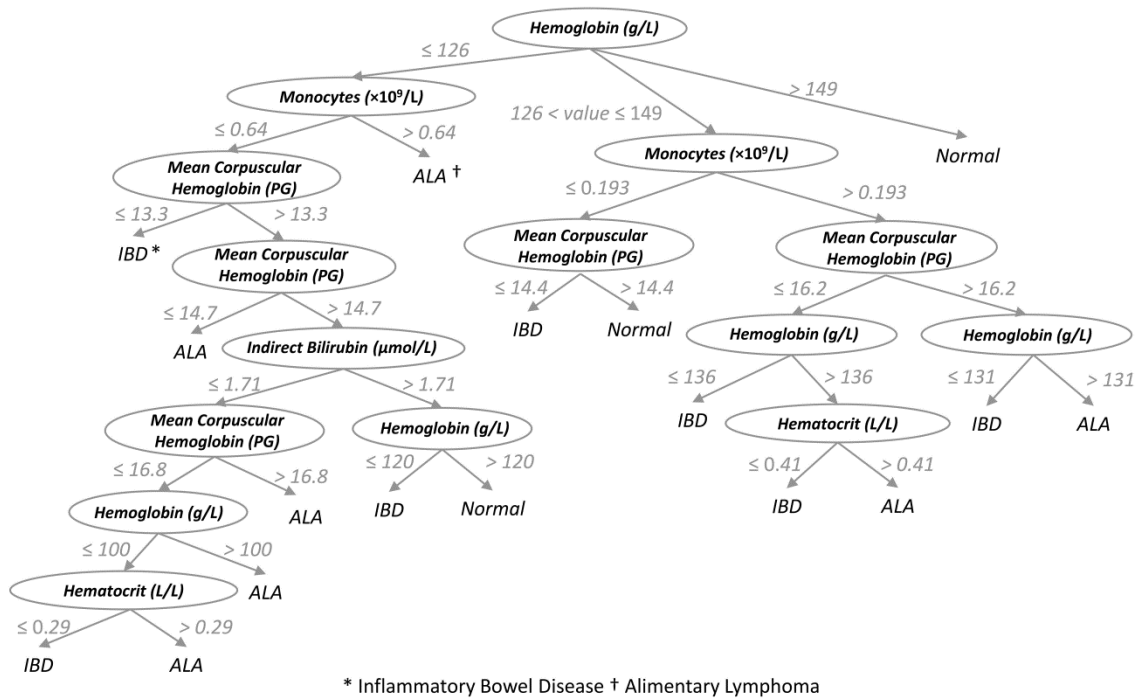 Hemoglobin (g/L)
≤ 126
> 149
Monocytes (×10⁹/L)
126 < value ≤ 149
≤ 0.64
> 0.64
Monocytes (×10⁹/L)
Normal
Mean Corpuscular
Hemoglobin (PG)
ALA †
≤ 0.193
> 0.193
≤ 13.3
> 13.3
Mean Corpuscular
Hemoglobin (PG)
Mean Corpuscular
Hemoglobin (PG)
IBD *
Mean Corpuscular
Hemoglobin (PG)
≤ 14.4
> 14.4
≤ 16.2
> 16.2
≤ 14.7
> 14.7
IBD
Normal
Hemoglobin (g/L)
Hemoglobin (g/L)
ALA
Indirect Bilirubin (µmol/L)
≤ 1.71
> 1.71
≤ 136
> 136
≤ 131
> 131
Mean Corpuscular
Hemoglobin (PG)
Hemoglobin (g/L)
IBD
Hematocrit (L/L)
IBD
ALA
≤ 16.8
> 16.8
≤ 120
> 120
≤ 0.41
> 0.41
Hemoglobin (g/L)
ALA
IBD
Normal
IBD
ALA
≤ 100
> 100
Hematocrit (L/L)
ALA
≤ 0.29
> 0.29
IBD
ALA
* Inflammatory Bowel Disease † Alimentary Lymphoma